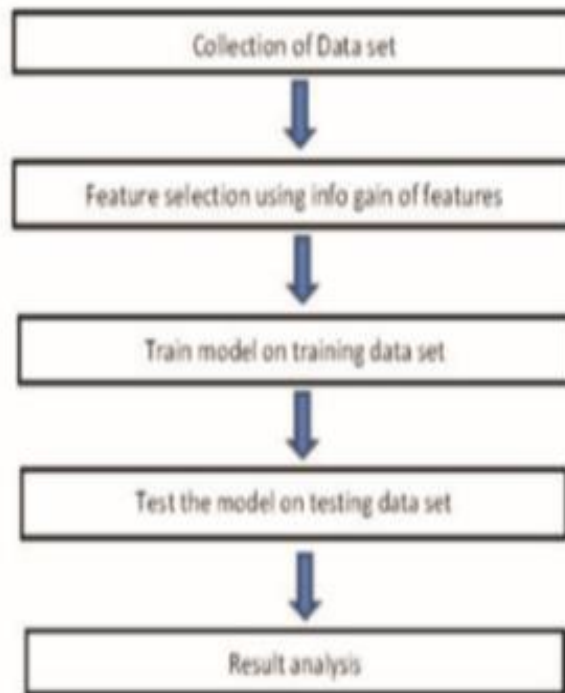 Collection of Data set
Feature selection using info gain of features
Train model on training data set
Test the model on testing data set
Result analysis